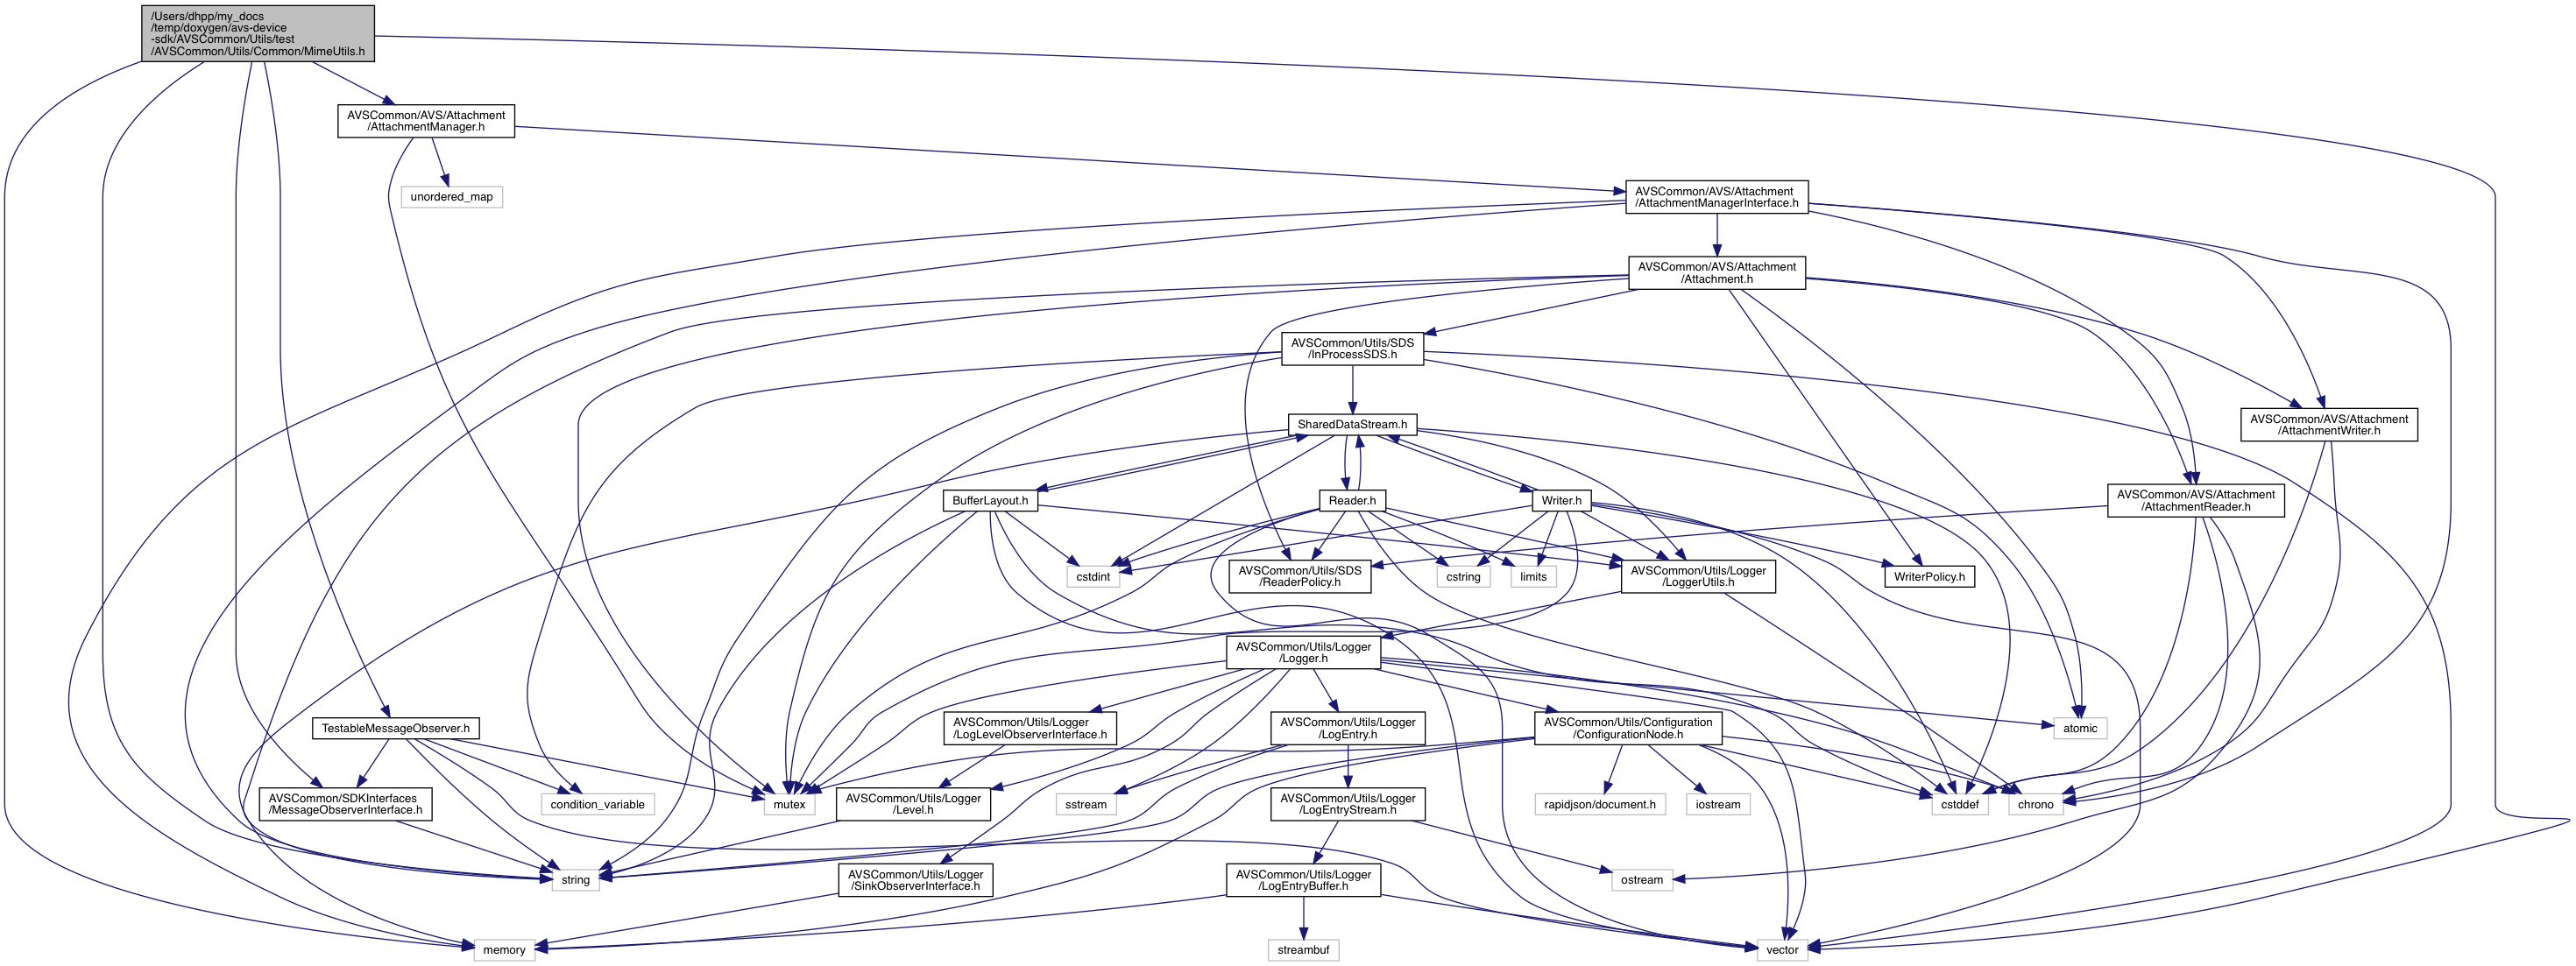 /Users/dhpp/my_docs
/temp/doxygen/avs-device
-sdk/AVSCommon/Utils/test
/AVSCommon/Utils/Common/MimeUtils.h
AVSCommon/AVS/Attachment
/AttachmentManager.h
unordered_map
AVSCommon/AVS/Attachment
/AttachmentManagerInterface.h
AVSCommon/AVS/Attachment
/Attachment.h
AVSCommon/Utils/SDS
/InProcessSDS.h
SharedDataStream.h
AVSCommon/AVS/Attachment
/AttachmentWriter.h
BufferLayout.h
Reader.h
Writer.h
AVSCommon/AVS/Attachment
/AttachmentReader.h
cstdint
AVSCommon/Utils/SDS
/ReaderPolicy.h
cstring
limits
AVSCommon/Utils/Logger
/LoggerUtils.h
WriterPolicy.h
AVSCommon/Utils/Logger
/Logger.h
TestableMessageObserver.h
AVSCommon/Utils/Logger
/LogLevelObserverInterface.h
AVSCommon/Utils/Logger
/LogEntry.h
AVSCommon/Utils/Configuration
/ConfigurationNode.h
atomic
AVSCommon/SDKInterfaces
/MessageObserverInterface.h
condition_variable
mutex
AVSCommon/Utils/Logger
/Level.h
sstream
AVSCommon/Utils/Logger
/LogEntryStream.h
rapidjson/document.h
iostream
cstddef
chrono
string
AVSCommon/Utils/Logger
/SinkObserverInterface.h
AVSCommon/Utils/Logger
/LogEntryBuffer.h
ostream
memory
streambuf
vector